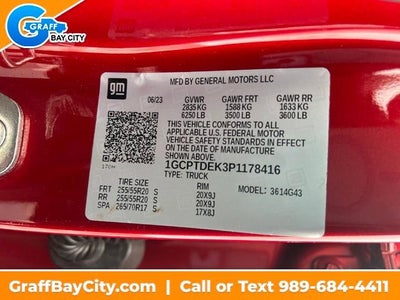 GRAFF
BAY CITY
gm
MFD BY GENERAL MOTORS LLC
06/23 GVWR GAWR FRT GAWR RR
2835 KG 1588 KG 1633 KG
6250 LB 3500 LB 3600 LB
THIS VEHICLE CONFORMS TO ALL
APPLICABLE U.S. FEDERAL MOTOR
VEHICLE SAFETY STANDARDS IN EFFECT
ON THE DATE OF MANUFACTURE
SHOWN ABOVE.
1GCPTDEK3P1178416
TYPE: TRUCK
MODEL: 3614G43
TIRE SIZE RIM
FRT 255/55R20 S 20X9J
RR 255/55R20 S 20X9J
SPA 265/70R17 S 17X8J
GraffBayCity.com - Call or Text 989-684-4411